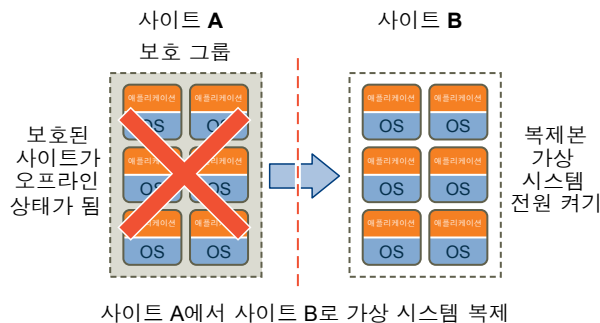 사이트 A
사이트 B
보호 그룹
애플리케이션
애플리케이션
OS
OS
애플리케이션
애플리케이션
OS
OS
애플리케이션
애플리케이션
OS
OS
애플리케이션
애플리케이션
OS
OS
애플리케이션
애플리케이션
OS
OS
애플리케이션
애플리케이션
OS
OS
보호된
사이트가
오프라인
상태가 됨
복제본
가상
시스템
전원 켜기
사이트 A에서 사이트 B로 가상 시스템 복제